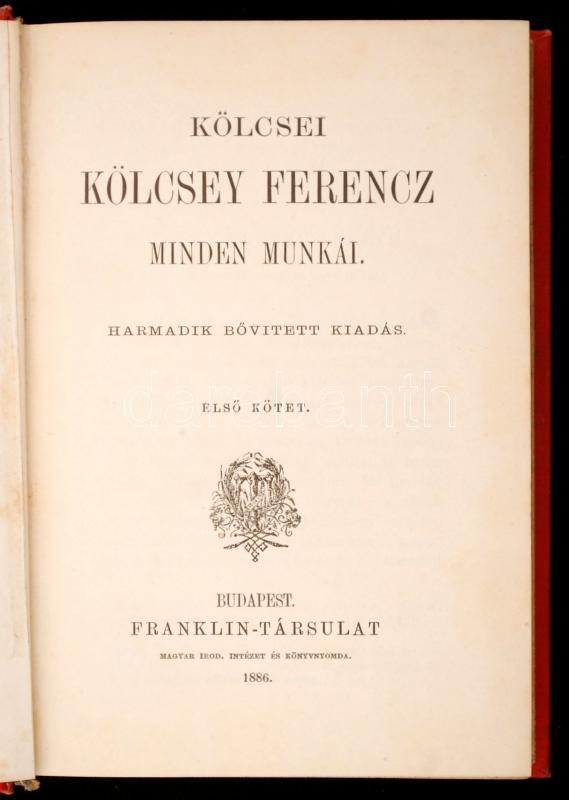 KÖLCSEI
KÖLCSEY FERENCZ
MINDEN MUNKÁI.
HARMADIK BŐVITETT KIADÁS.
darabanth
ELSŐ KÖTET.
BUDAPEST.
FRANKLIN-TÁRSULAT
MAGYAR IROD. INTÉZET ÉS KÖNYVNYOMDA.
1886.